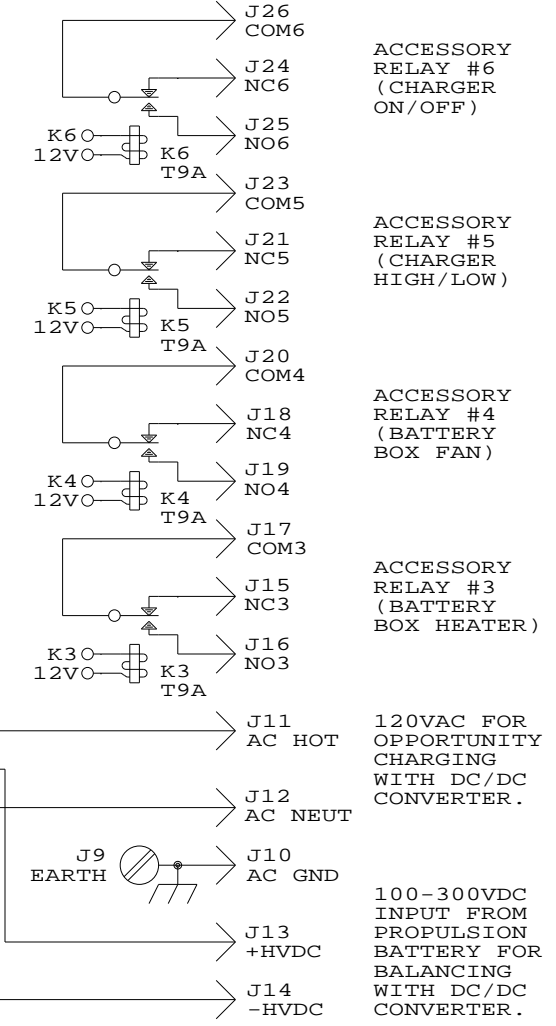 J26
COM6
J24
NC6
J25
NO6
K6
12V
K6
T9A
ACCESSORY
RELAY #6
(CHARGER
ON/OFF)
J23
COM5
J21
NC5
J22
NO5
K5
12V
K5
T9A
ACCESSORY
RELAY #5
(CHARGER
HIGH/LOW)
J20
COM4
J18
NC4
J19
NO4
K4
12V
K4
T9A
ACCESSORY
RELAY #4
(BATTERY
BOX FAN)
J17
COM3
J15
NC3
J16
NO3
K3
12V
K3
T9A
ACCESSORY
RELAY #3
(BATTERY
BOX HEATER)
J11
AC HOT
J12
AC NEUT
120VAC FOR
OPPORTUNITY
CHARGING
WITH DC/DC
CONVERTER.
J9
EARTH
J10
AC GND
J13
+HVDC
J14
-HVDC
100-300VDC
INPUT FROM
PROPULSION
BATTERY FOR
BALANCING
WITH DC/DC
CONVERTER.